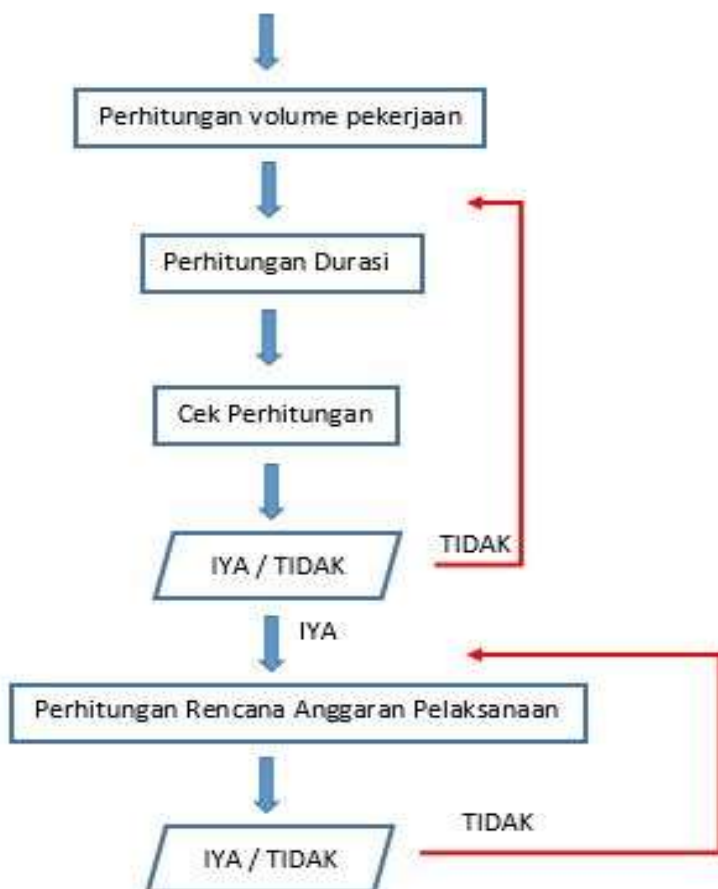 Perhitungan volume pekerjaan
Perhitungan Durasi
Cek Perhitungan
IYA / TIDAK
TIDAK
IYA
Perhitungan Rencana Anggaran Pelaksanaan
IYA / TIDAK
TIDAK